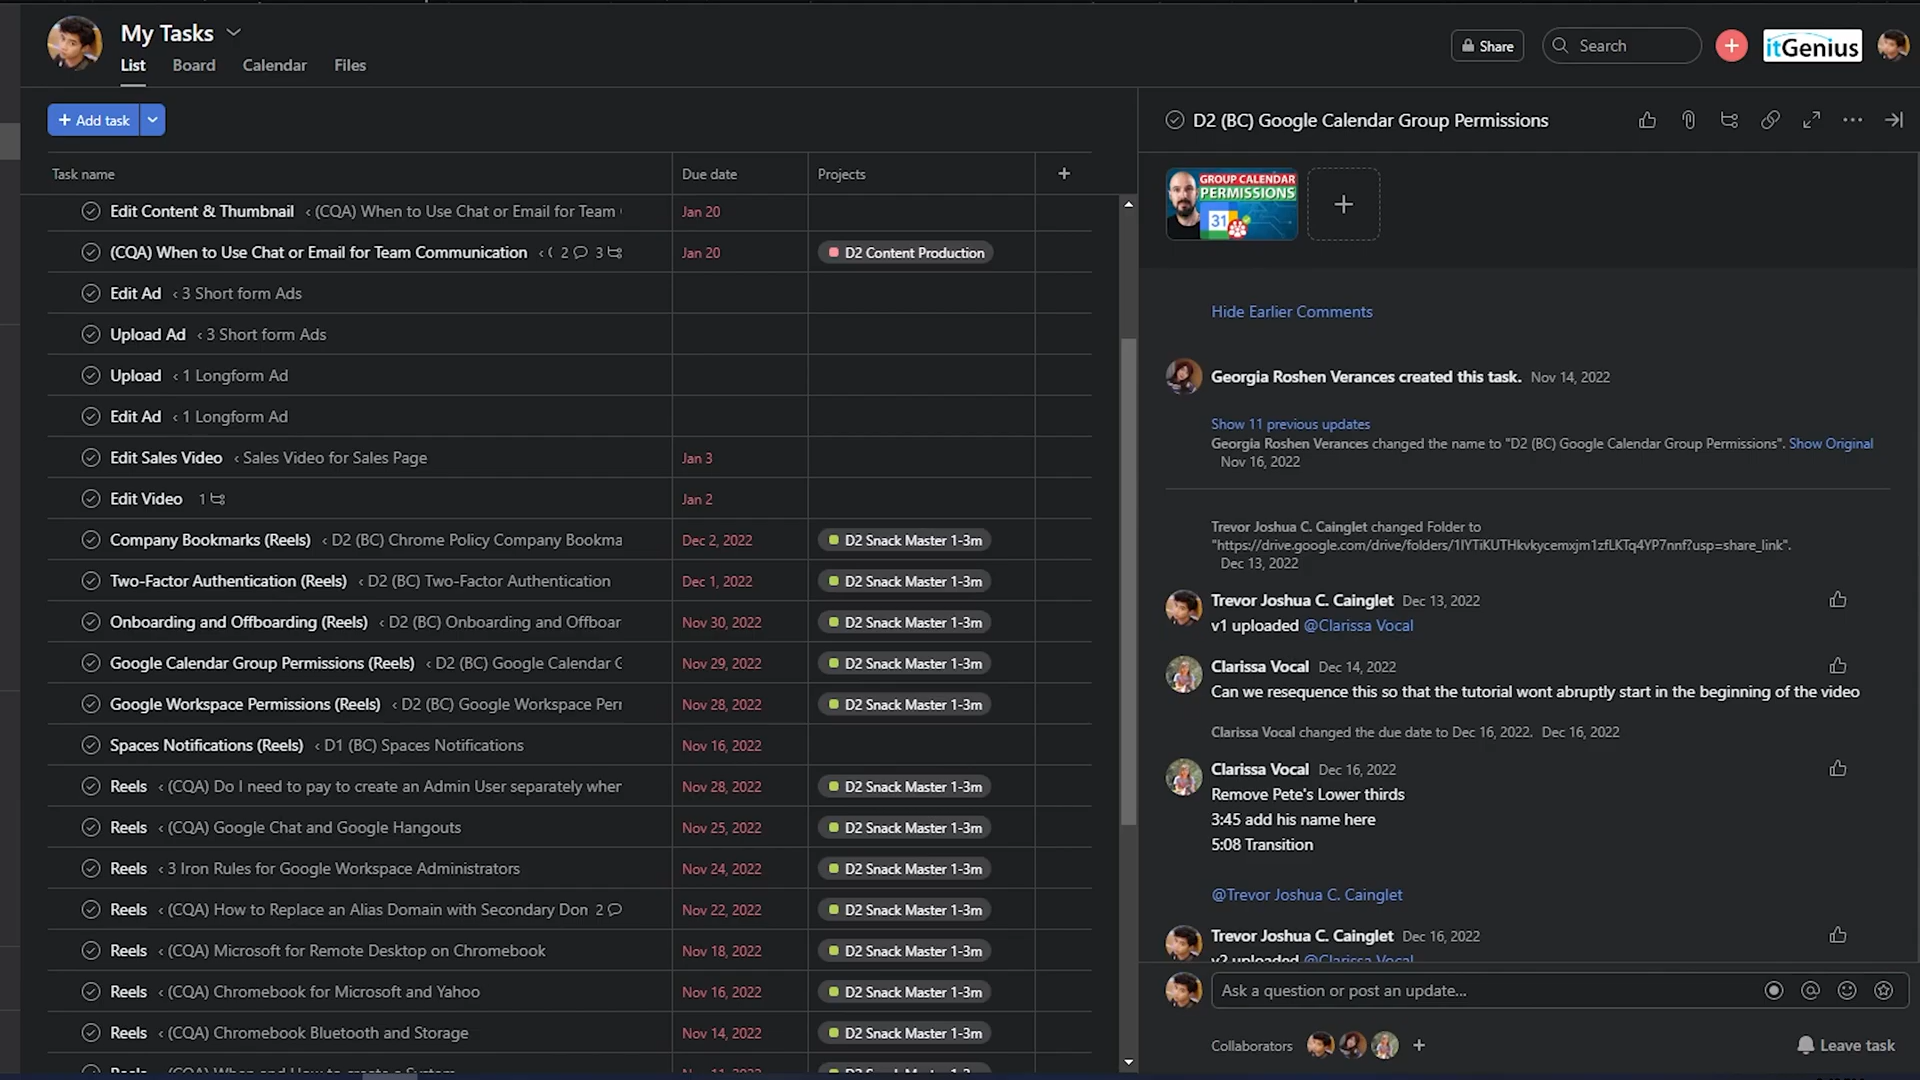 My Tasks
List Board Calendar Files
Share
Search
itGenius
Add task
Task name Due date Projects
Edit Content & Thumbnail ‹ (CQA) When to Use Chat or Email for Team Jan 20
(CQA) When to Use Chat or Email for Team Communication ‹ ( 2 3 Jan 20 D2 Content Production
Edit Ad ‹ 3 Short form Ads
Upload Ad ‹ 3 Short form Ads
Upload ‹ 1 Longform Ad
Edit Ad ‹ 1 Longform Ad
Edit Sales Video ‹ Sales Video for Sales Page Jan 3
Edit Video 1 Jan 2
Company Bookmarks (Reels) ‹ D2 (BC) Chrome Policy Company Bookma Dec 2, 2022 D2 Snack Master 1-3m
Two-Factor Authentication (Reels) ‹ D2 (BC) Two-Factor Authentication Dec 1, 2022 D2 Snack Master 1-3m
Onboarding and Offboarding (Reels) ‹ D2 (BC) Onboarding and Offboar Nov 30, 2022 D2 Snack Master 1-3m
Google Calendar Group Permissions (Reels) ‹ D2 (BC) Google Calendar G Nov 29, 2022 D2 Snack Master 1-3m
Google Workspace Permissions (Reels) ‹ D2 (BC) Google Workspace Perr Nov 28, 2022 D2 Snack Master 1-3m
Spaces Notifications (Reels) ‹ D1 (BC) Spaces Notifications Nov 16, 2022
Reels ‹ (CQA) Do I need to pay to create an Admin User separately wher Nov 28, 2022 D2 Snack Master 1-3m
Reels ‹ (CQA) Google Chat and Google Hangouts Nov 25, 2022 D2 Snack Master 1-3m
Reels ‹ 3 Iron Rules for Google Workspace Administrators Nov 24, 2022 D2 Snack Master 1-3m
Reels ‹ (CQA) How to Replace an Alias Domain with Secondary Don 2 Nov 22, 2022 D2 Snack Master 1-3m
Reels ‹ (CQA) Microsoft for Remote Desktop on Chromebook Nov 18, 2022 D2 Snack Master 1-3m
Reels ‹ (CQA) Chromebook for Microsoft and Yahoo Nov 16, 2022 D2 Snack Master 1-3m
Reels ‹ (CQA) Chromebook Bluetooth and Storage Nov 14, 2022 D2 Snack Master 1-3m
D2 (BC) Google Calendar Group Permissions
GROUP CALENDAR
PERMISSIONS
31
Hide Earlier Comments
Georgia Roshen Verances created this task. Nov 14, 2022
Show 11 previous updates
Georgia Roshen Verances changed the name to "D2 (BC) Google Calendar Group Permissions". Show Original
Nov 16, 2022
Trevor Joshua C. Cainglet changed Folder to
"https://drive.google.com/drive/folders/1IYTiKUTHkvkycemxjm1zfLKTq4YP7nnf?usp=share_link".
Dec 13, 2022
Trevor Joshua C. Cainglet Dec 13, 2022
v1 uploaded @Clarissa Vocal
Clarissa Vocal Dec 14, 2022
Can we resequence this so that the tutorial wont abruptly start in the beginning of the video
Clarissa Vocal changed the due date to Dec 16, 2022. Dec 16, 2022
Clarissa Vocal Dec 16, 2022
Remove Pete's Lower thirds
3:45 add his name here
5:08 Transition
@Trevor Joshua C. Cainglet
Trevor Joshua C. Cainglet Dec 16, 2022
v2 uploaded @Clarissa Vocal
Ask a question or post an update...
Collaborators
Leave task